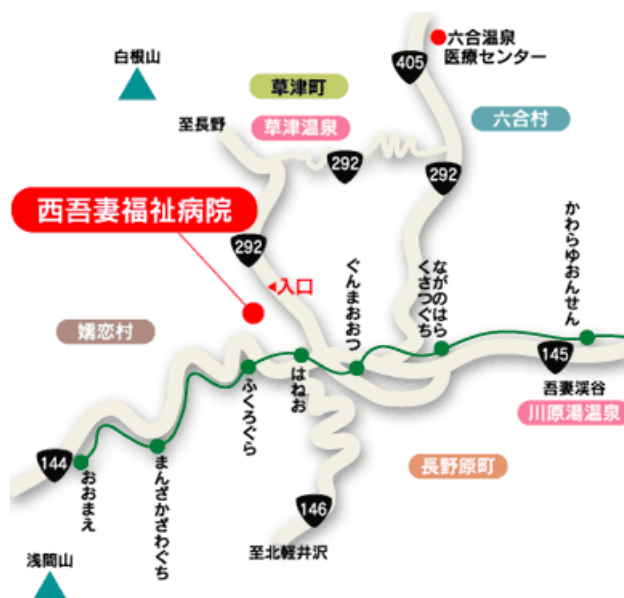 六合温泉
医療センター
白根山
405
草津町
至長野
草津温泉
六合村
292
292
西吾妻福祉病院
かわらゆおんせん
292
ぐんまおおつ
ながのはら
くさつぐち
入口
嬬恋村
145
はねお
ふくろぐら
吾妻渓谷
川原湯温泉
144
おおまえ
まんざかざわぐち
長野原町
146
至北軽井沢
浅間山